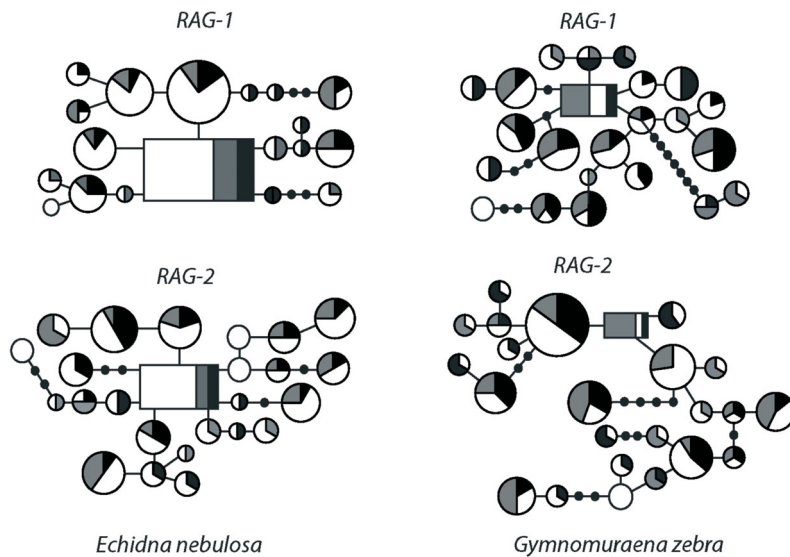 RAG-1
RAG-1
RAG-2
RAG-2
Echidna nebulosa
Gymnomuraena zebra